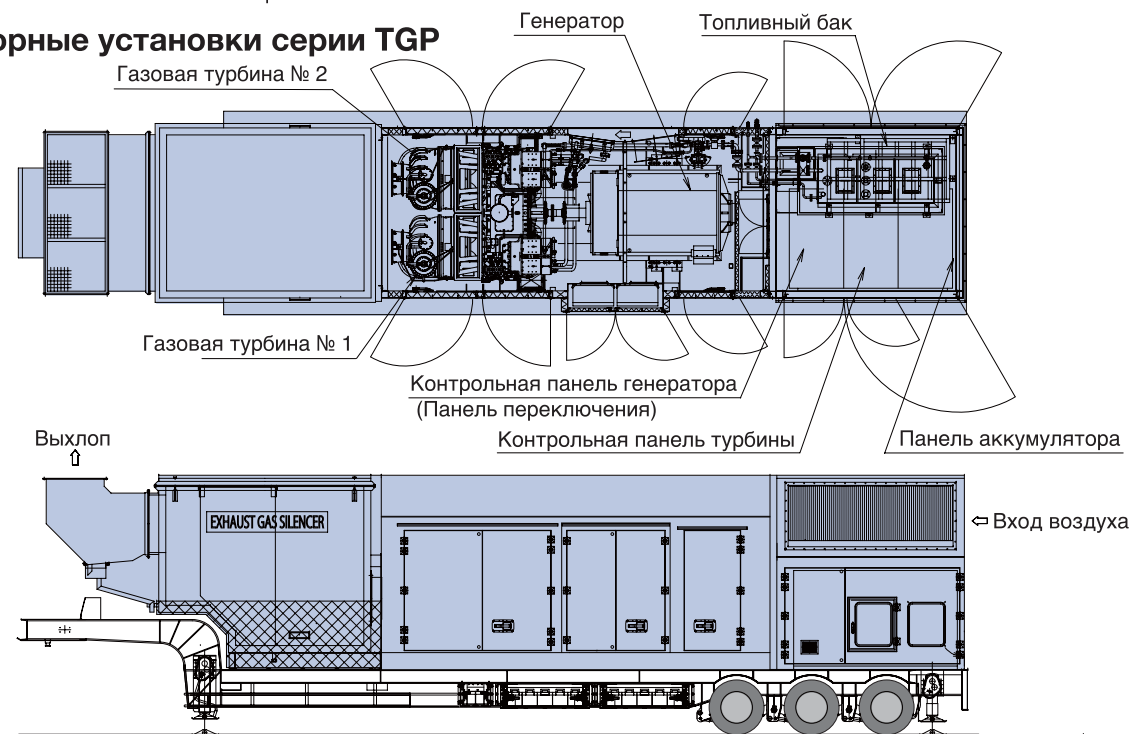 орные установки серии TGP
Генератор
Топливный бак
Газовая турбина № 2
Газовая турбина № 1
Контрольная панель генератора
(Панель переключения)
Контрольная панель турбины
Панель аккумулятора
Выхлоп
EXHAUST GAS SILENCER
Вход воздуха